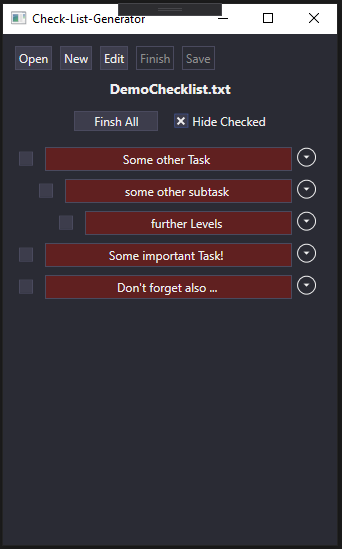 Check-List-Generator
Open New Edit Finish Save
DemoChecklist.txt
Finsh All Hide Checked
Some other Task
some other subtask
further Levels
Some important Task!
Don't forget also ...